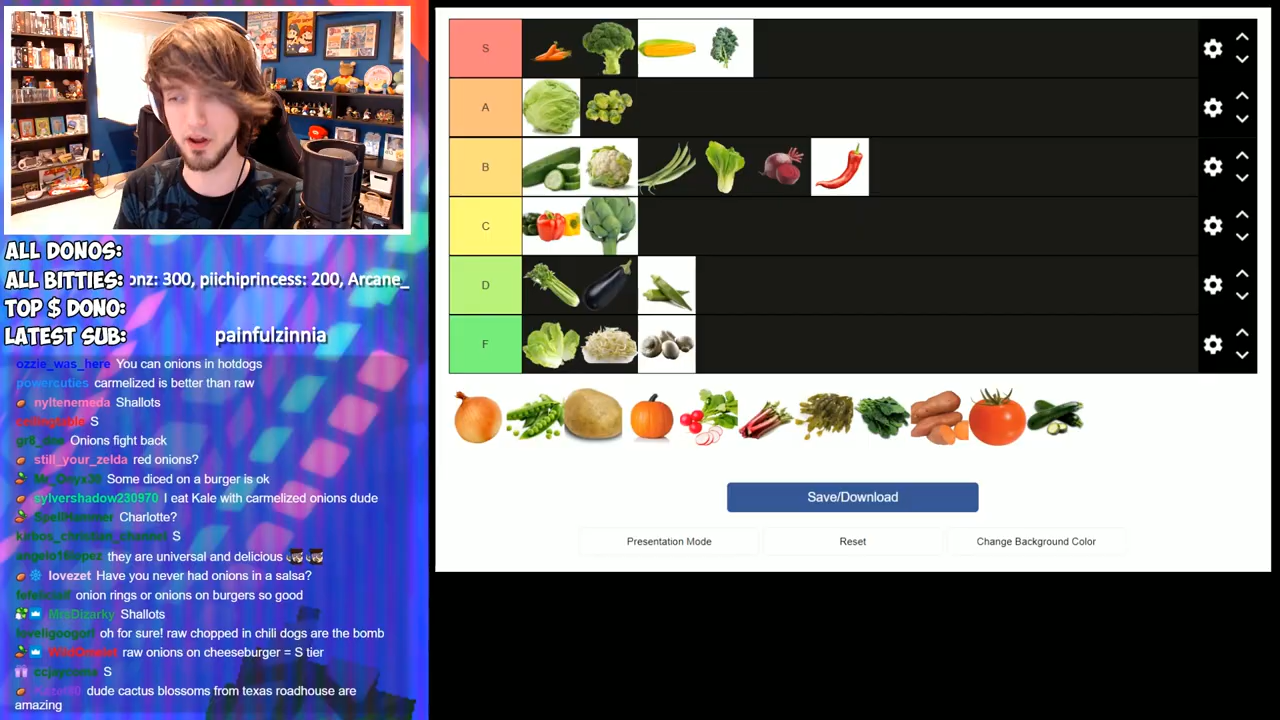 ALL DONOS:
ALL BITTIES: onz: 300, piichiprincess: 200, Arcane_
TOP $ DONO:
LATEST SUB: painfulzinnia
ozzie_was_here You can onions in hotdogs
powercuties carmelized is better than raw
nyltenemeda Shallots
S
Onions fight back
still_your_zelda red onions?
Mr_Onyx38 Some diced on a burger is ok
sylvershadow230970 I eat Kale with carmelized onions dude
SpellHammer Charlotte?
kirbos_christian_channel S
they are universal and delicious
lovezet Have you never had onions in a salsa?
onion rings or onions on burgers so good
MrsDizarky Shallots
oh for sure! raw chopped in chili dogs are the bomb
raw onions on cheeseburger = S tier
S
dude cactus blossoms from texas roadhouse are
amazing
S
A
B
C
D
F
Save/Download
Presentation Mode
Reset
Change Background Color